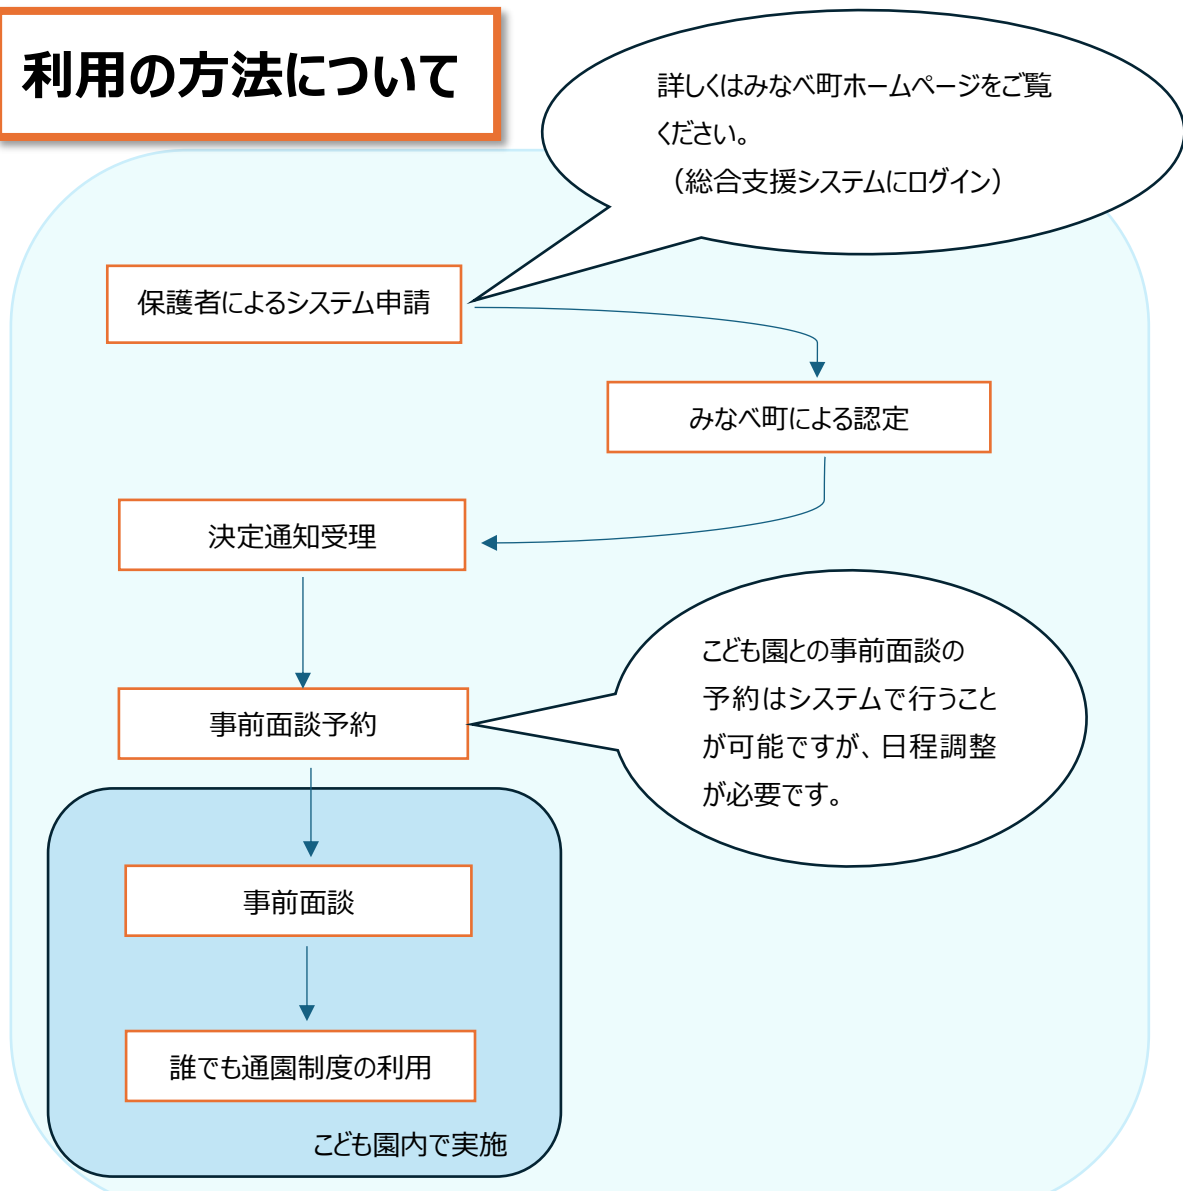 利用の方法について
詳しくはみなべ町ホームページをご覧
ください。
（総合支援システムにログイン）
保護者によるシステム申請
みなべ町による認定
決定通知受理
こども園との事前面談の
予約はシステムで行うこと
が可能ですが、日程調整
が必要です。
事前面談予約
事前面談
誰でも通園制度の利用
こども園内で実施